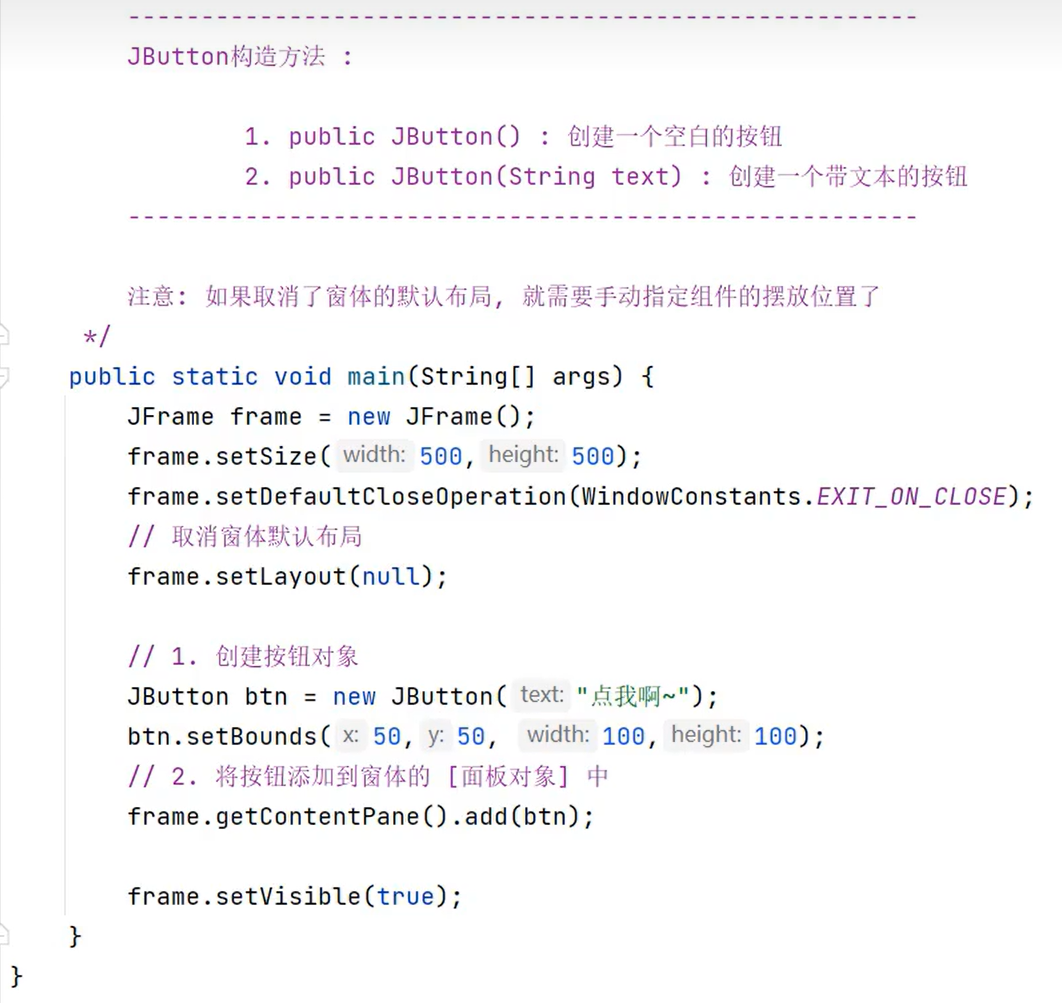 -----------------------------------------------------
JButton构造方法 :
1. public JButton() : 创建一个空白的按钮
2. public JButton(String text) : 创建一个带文本的按钮
-----------------------------------------------------
注意: 如果取消了窗体的默认布局, 就需要手动指定组件的摆放位置了
*/
public static void main(String[] args) {
JFrame frame = new JFrame();
frame.setSize( width: 500, height: 500);
frame.setDefaultCloseOperation(WindowConstants.EXIT_ON_CLOSE);
// 取消窗体默认布局
frame.setLayout(null);
// 1. 创建按钮对象
JButton btn = new JButton( text: "点我啊~");
btn.setBounds( x: 50, y: 50, width: 100, height: 100);
// 2. 将按钮添加到窗体的 [面板对象] 中
frame.getContentPane().add(btn);
frame.setVisible(true);
}
}